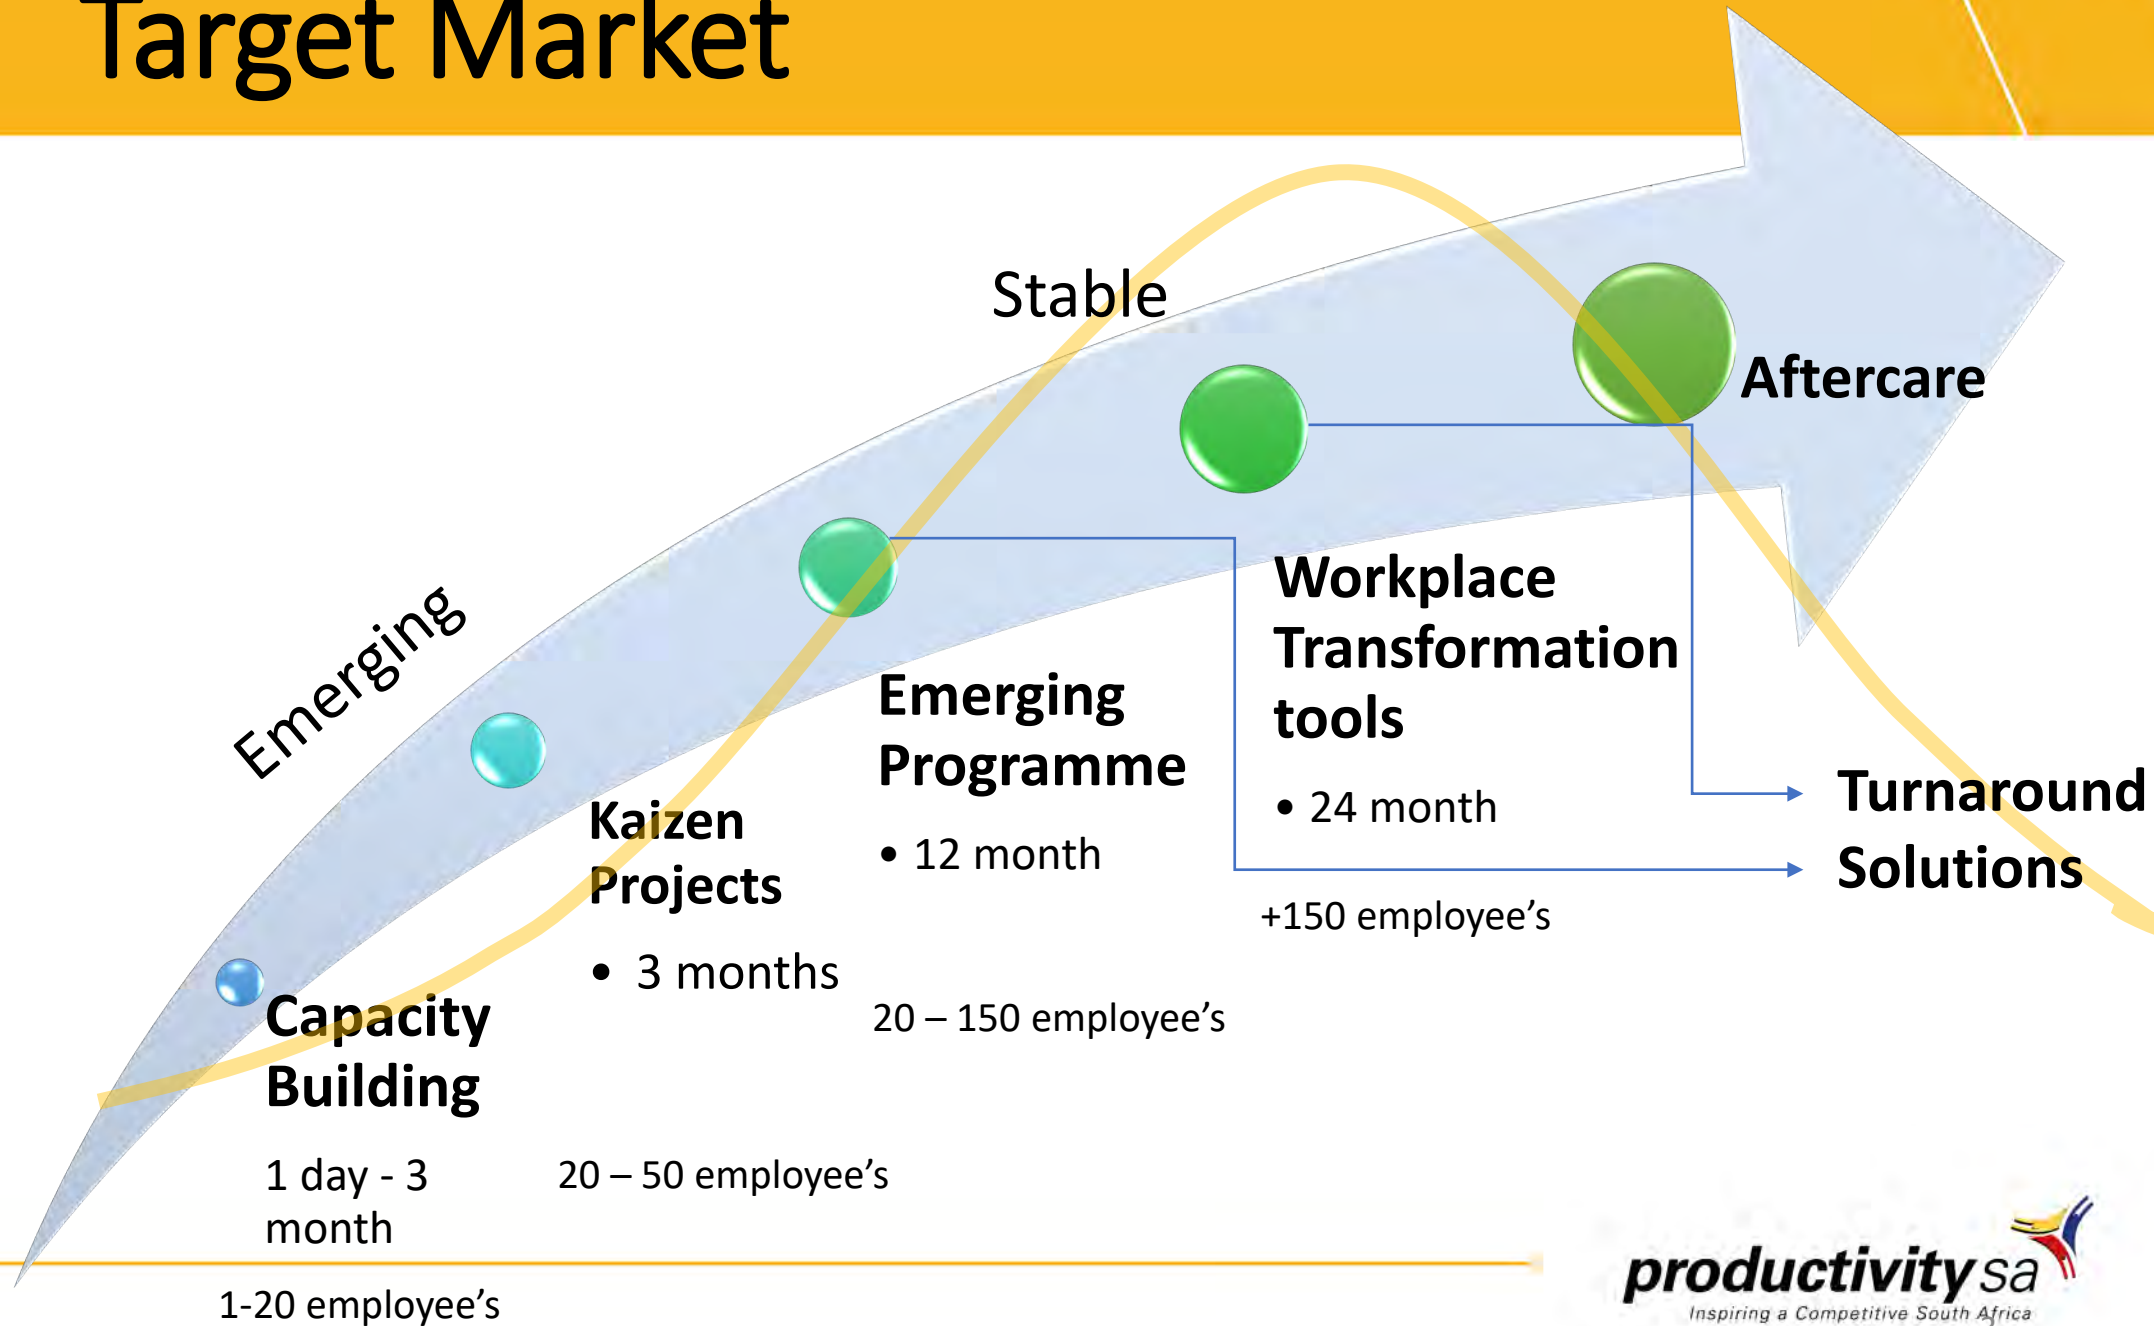 Target Market
Stable
Aftercare
Emerging
Workplace
Transformation
tools
• 24 month
+150 employee’s
Emerging
Programme
• 12 month
20 – 150 employee’s
Turnaround
Solutions
Kaizen
Projects
• 3 months
20 – 50 employee’s
Capacity
Building
1 day - 3
month
1-20 employee’s
productivity sa
Inspiring a Competitive South Africa